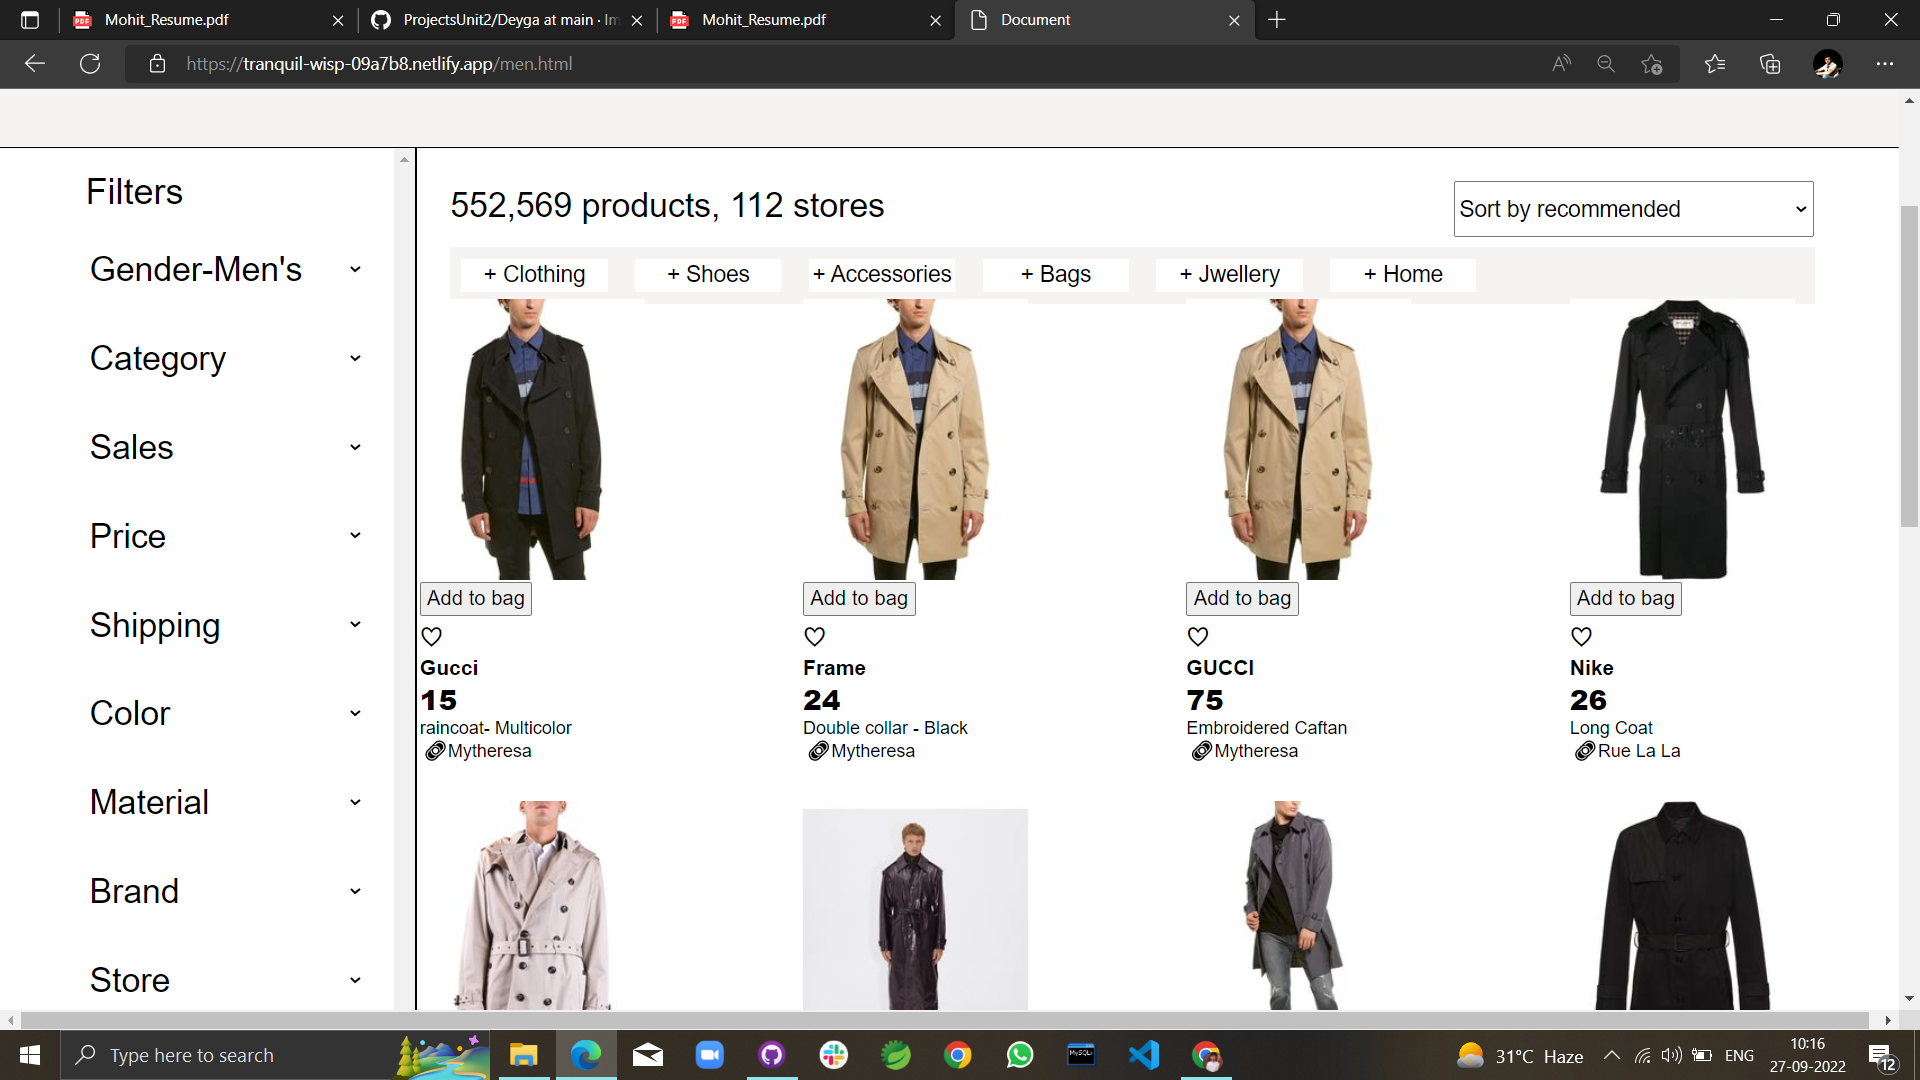 Mohit_Resume.pdf
ProjectsUnit2/Deyga at main · Im
Mohit_Resume.pdf
Document
https://tranquil-wisp-09a7b8.netlify.app/men.html
Filters
Gender-Men's
Category
Sales
Price
Shipping
Color
Material
Brand
Store
552,569 products, 112 stores
Sort by recommended
+ Clothing
+ Shoes
+ Accessories
+ Bags
+ Jwellery
+ Home
Add to bag
Gucci
15
raincoat- Multicolor
Mytheresa
Add to bag
Frame
24
Double collar - Black
Mytheresa
Add to bag
GUCCI
75
Embroidered Caftan
Mytheresa
Add to bag
Nike
26
Long Coat
Rue La La
Type here to search
31°C Haze
ENG
10:16
27-09-2022
12